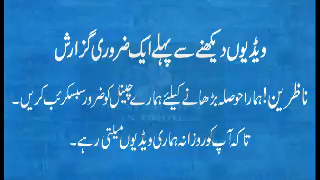 ویڈیوں دیکھنے سے پہلے ایک ضروری گزارش
ناظرین! ہمارا حوصلہ بڑھانے کیلئے ہمارے چینل کو ضرور سبسکرائب کریں۔
تاکہ آپ کو روزانہ ہماری ویڈیوں میلتی رہے۔